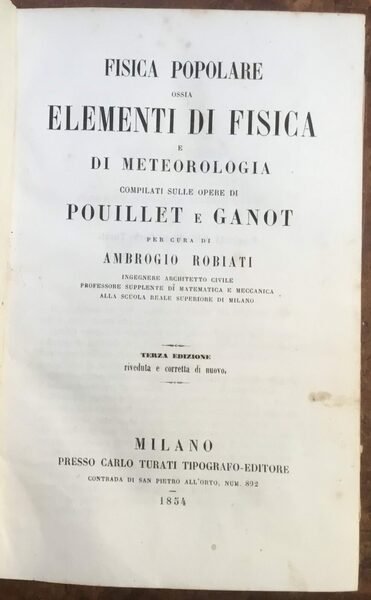 FISICA POPOLARE
OSSIA
ELEMENTI DI FISICA
E
DI METEOROLOGIA
COMPILATI SULLE OPERE DI
POUILLET E GANOT
PER CURA DI
AMBROGIO ROBIATI
INGEGNERE ARCHITETTO CIVILE
PROFESSORE SUPPLENTE DI MATEMATICA E MECCANICA
ALLA SCUOLA REALE SUPERIORE DI MILANO
TERZA EDIZIONE
riveduta e corretta di nuovo.
MILANO
PRESSO CARLO TURATI TIPOGRAFO-EDITORE
CONTRADA DI SAN PIETRO ALL'ORTO, NUM. 892
1854